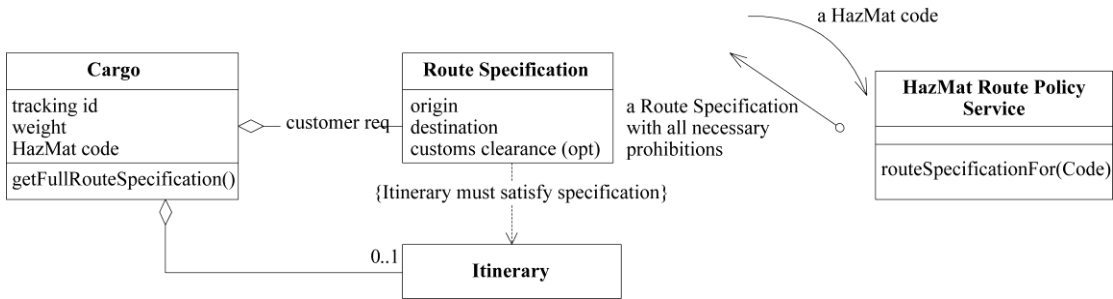 a HazMat code
Cargo
tracking id
weight
HazMat code
getFullRouteSpecification()
customer req
Route Specification
origin
destination
customs clearance (opt)
a Route Specification
with all necessary
prohibitions
HazMat Route Policy
Service
routeSpecificationFor(Code)
{Itinerary must satisfy specification}
0..1
Itinerary